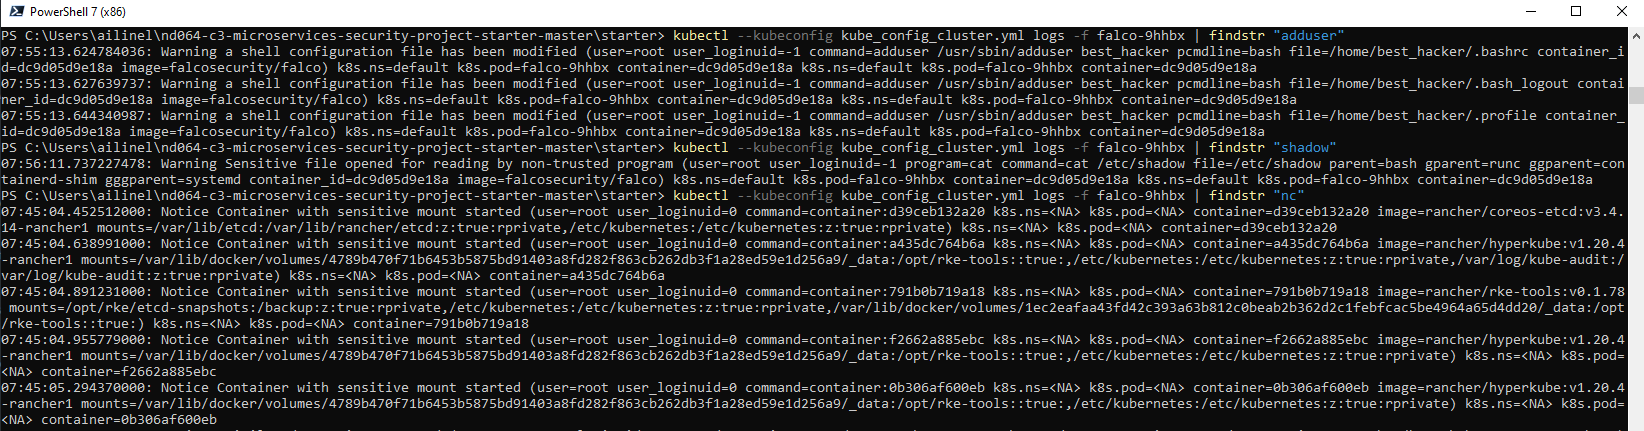 PowerShell 7 (x86)
PS C:\Users\ailinel\nd064-c3-microservices-security-project-starter-master\starter> kubectl --kubeconfig kube_config_cluster.yml logs -f falco-9hhbx | findstr "adduser"
07:55:13.624784036: Warning a shell configuration file has been modified (user=root user_loginuid=-1 command=adduser /usr/sbin/adduser best_hacker pcmdline=bash file=/home/best_hacker/.bashrc container_i
d=dc9d05d9e18a image=falcosecurity/falco) k8s.ns=default k8s.pod=falco-9hhbx container=dc9d05d9e18a k8s.ns=default k8s.pod=falco-9hhbx container=dc9d05d9e18a
07:55:13.627639737: Warning a shell configuration file has been modified (user=root user_loginuid=-1 command=adduser /usr/sbin/adduser best_hacker pcmdline=bash file=/home/best_hacker/.bash_logout contai
ner_id=dc9d05d9e18a image=falcosecurity/falco) k8s.ns=default k8s.pod=falco-9hhbx container=dc9d05d9e18a k8s.ns=default k8s.pod=falco-9hhbx container=dc9d05d9e18a
07:55:13.644340987: Warning a shell configuration file has been modified (user=root user_loginuid=-1 command=adduser /usr/sbin/adduser best_hacker pcmdline=bash file=/home/best_hacker/.profile container_
id=dc9d05d9e18a image=falcosecurity/falco) k8s.ns=default k8s.pod=falco-9hhbx container=dc9d05d9e18a k8s.ns=default k8s.pod=falco-9hhbx container=dc9d05d9e18a
PS C:\Users\ailinel\nd064-c3-microservices-security-project-starter-master\starter> kubectl --kubeconfig kube_config_cluster.yml logs -f falco-9hhbx | findstr "shadow"
07:56:11.737227478: Warning Sensitive file opened for reading by non-trusted program (user=root user_loginuid=-1 program=cat command=cat /etc/shadow file=/etc/shadow parent=bash gparent=runc ggparent=con
tainerd-shim gggparent=systemd container_id=dc9d05d9e18a image=falcosecurity/falco) k8s.ns=default k8s.pod=falco-9hhbx container=dc9d05d9e18a k8s.ns=default k8s.pod=falco-9hhbx container=dc9d05d9e18a
PS C:\Users\ailinel\nd064-c3-microservices-security-project-starter-master\starter> kubectl --kubeconfig kube_config_cluster.yml logs -f falco-9hhbx | findstr "nc"
07:45:04.452512000: Notice Container with sensitive mount started (user=root user_loginuid=0 command=container:d39ceb132a20 k8s.ns=<NA> k8s.pod=<NA> container=d39ceb132a20 image=rancher/coreos-etcd:v3.4.
14-rancher1 mounts=/var/lib/etcd:/var/lib/rancher/etcd:z:true:rprivate,/etc/kubernetes:/etc/kubernetes:z:true:rprivate) k8s.ns=<NA> k8s.pod=<NA> container=d39ceb132a20
07:45:04.638991000: Notice Container with sensitive mount started (user=root user_loginuid=0 command=container:a435dc764b6a k8s.ns=<NA> k8s.pod=<NA> container=a435dc764b6a image=rancher/hyperkube:v1.20.4
-rancher1 mounts=/var/lib/docker/volumes/4789b470f71b6453b5875bd91403a8fd282f863cb262db3f1a28ed59e1d256a9/_data:/opt/rke-tools::true:,/etc/kubernetes:/etc/kubernetes:z:true:rprivate,/var/log/kube-audit:/
var/log/kube-audit:z:true:rprivate) k8s.ns=<NA> k8s.pod=<NA> container=a435dc764b6a
07:45:04.891231000: Notice Container with sensitive mount started (user=root user_loginuid=0 command=container:791b0b719a18 k8s.ns=<NA> k8s.pod=<NA> container=791b0b719a18 image=rancher/rke-tools:v0.1.78
mounts=/opt/rke/etcd-snapshots:/backup:z:true:rprivate,/etc/kubernetes:/etc/kubernetes:z:true:rprivate,/var/lib/docker/volumes/1ec2eafaa43fd42c393a63b812c0beab2b362d2c1febfcac5be4964a65d4dd20/_data:/opt
/rke-tools::true:) k8s.ns=<NA> k8s.pod=<NA> container=791b0b719a18
07:45:04.955779000: Notice Container with sensitive mount started (user=root user_loginuid=0 command=container:f2662a885ebc k8s.ns=<NA> k8s.pod=<NA> container=f2662a885ebc image=rancher/hyperkube:v1.20.4
-rancher1 mounts=/var/lib/docker/volumes/4789b470f71b6453b5875bd91403a8fd282f863cb262db3f1a28ed59e1d256a9/_data:/opt/rke-tools::true:,/etc/kubernetes:/etc/kubernetes:z:true:rprivate) k8s.ns=<NA> k8s.pod=
<NA> container=f2662a885ebc
07:45:05.294370000: Notice Container with sensitive mount started (user=root user_loginuid=0 command=container:0b306af600eb k8s.ns=<NA> k8s.pod=<NA> container=0b306af600eb image=rancher/hyperkube:v1.20.4
-rancher1 mounts=/var/lib/docker/volumes/4789b470f71b6453b5875bd91403a8fd282f863cb262db3f1a28ed59e1d256a9/_data:/opt/rke-tools::true:,/etc/kubernetes:/etc/kubernetes:z:true:rprivate) k8s.ns=<NA> k8s.pod=
<NA> container=0b306af600eb